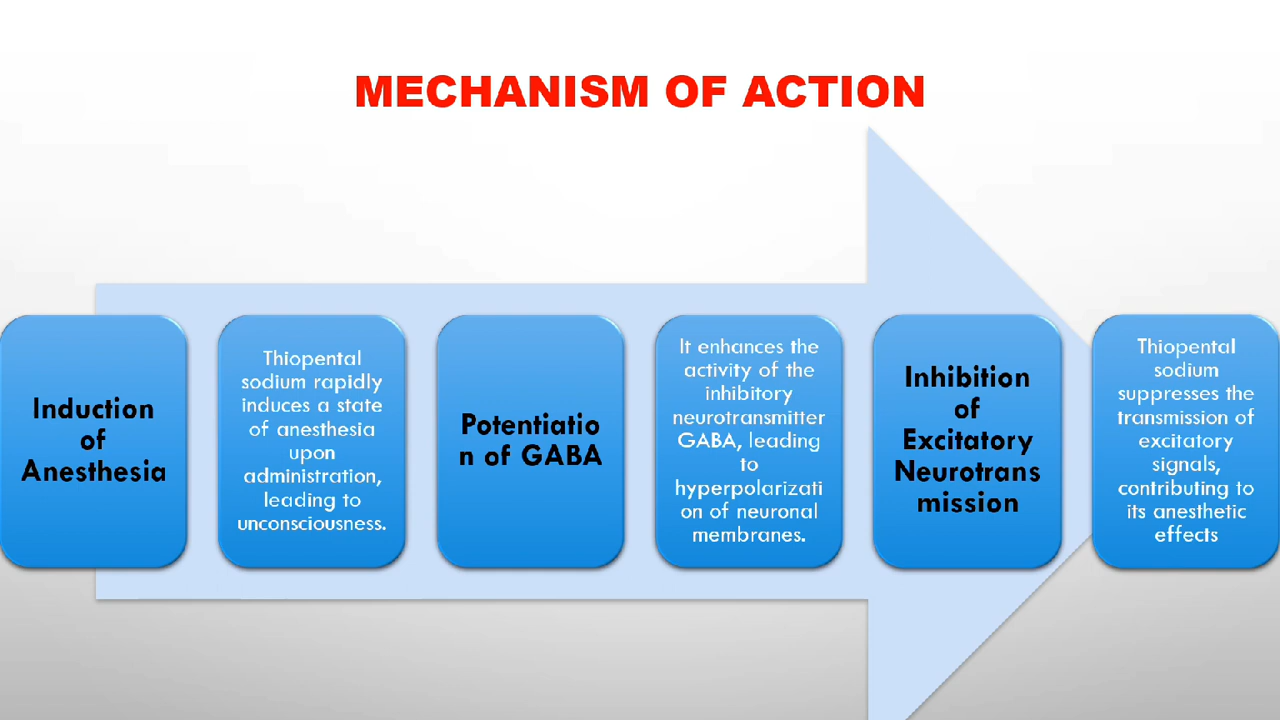 MECHANISM OF ACTION
Induction
of
Anesthesia
Thiopental
sodium rapidly
induces a state
of anesthesia
upon
administration,
leading to
unconsciousness.
Potentiatio
n of GABA
It enhances the
activity of the
inhibitory
neurotransmitter
GABA, leading
to
hyperpolarizati
on of neuronal
membranes.
Inhibition
of
Excitatory
Neurotrans
mission
Thiopental
sodium
suppresses the
transmission of
excitatory
signals,
contributing to
its anesthetic
effects